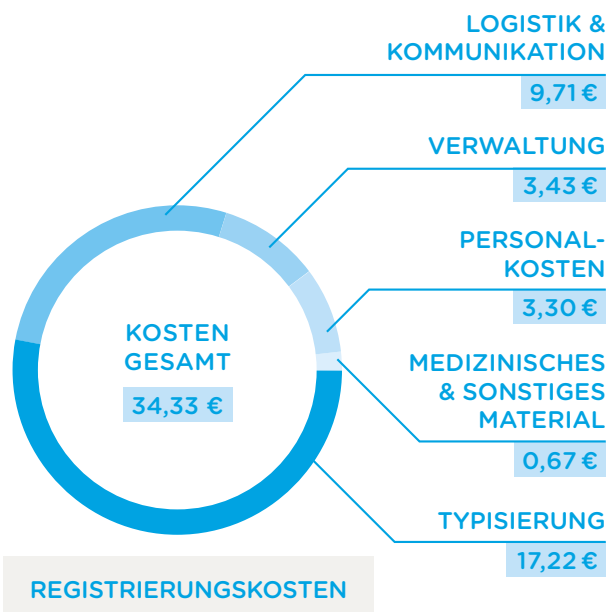 LOGISTIK &
KOMMUNIKATION
9,71 €
VERWALTUNG
3,43 €
PERSONAL-
KOSTEN
3,30 €
KOSTEN
GESAMT
34,33 €
MEDIZINISCHES
& SONSTIGES
MATERIAL
0,67 €
TYPISIERUNG
17,22 €
REGISTRIERUNGSKOSTEN